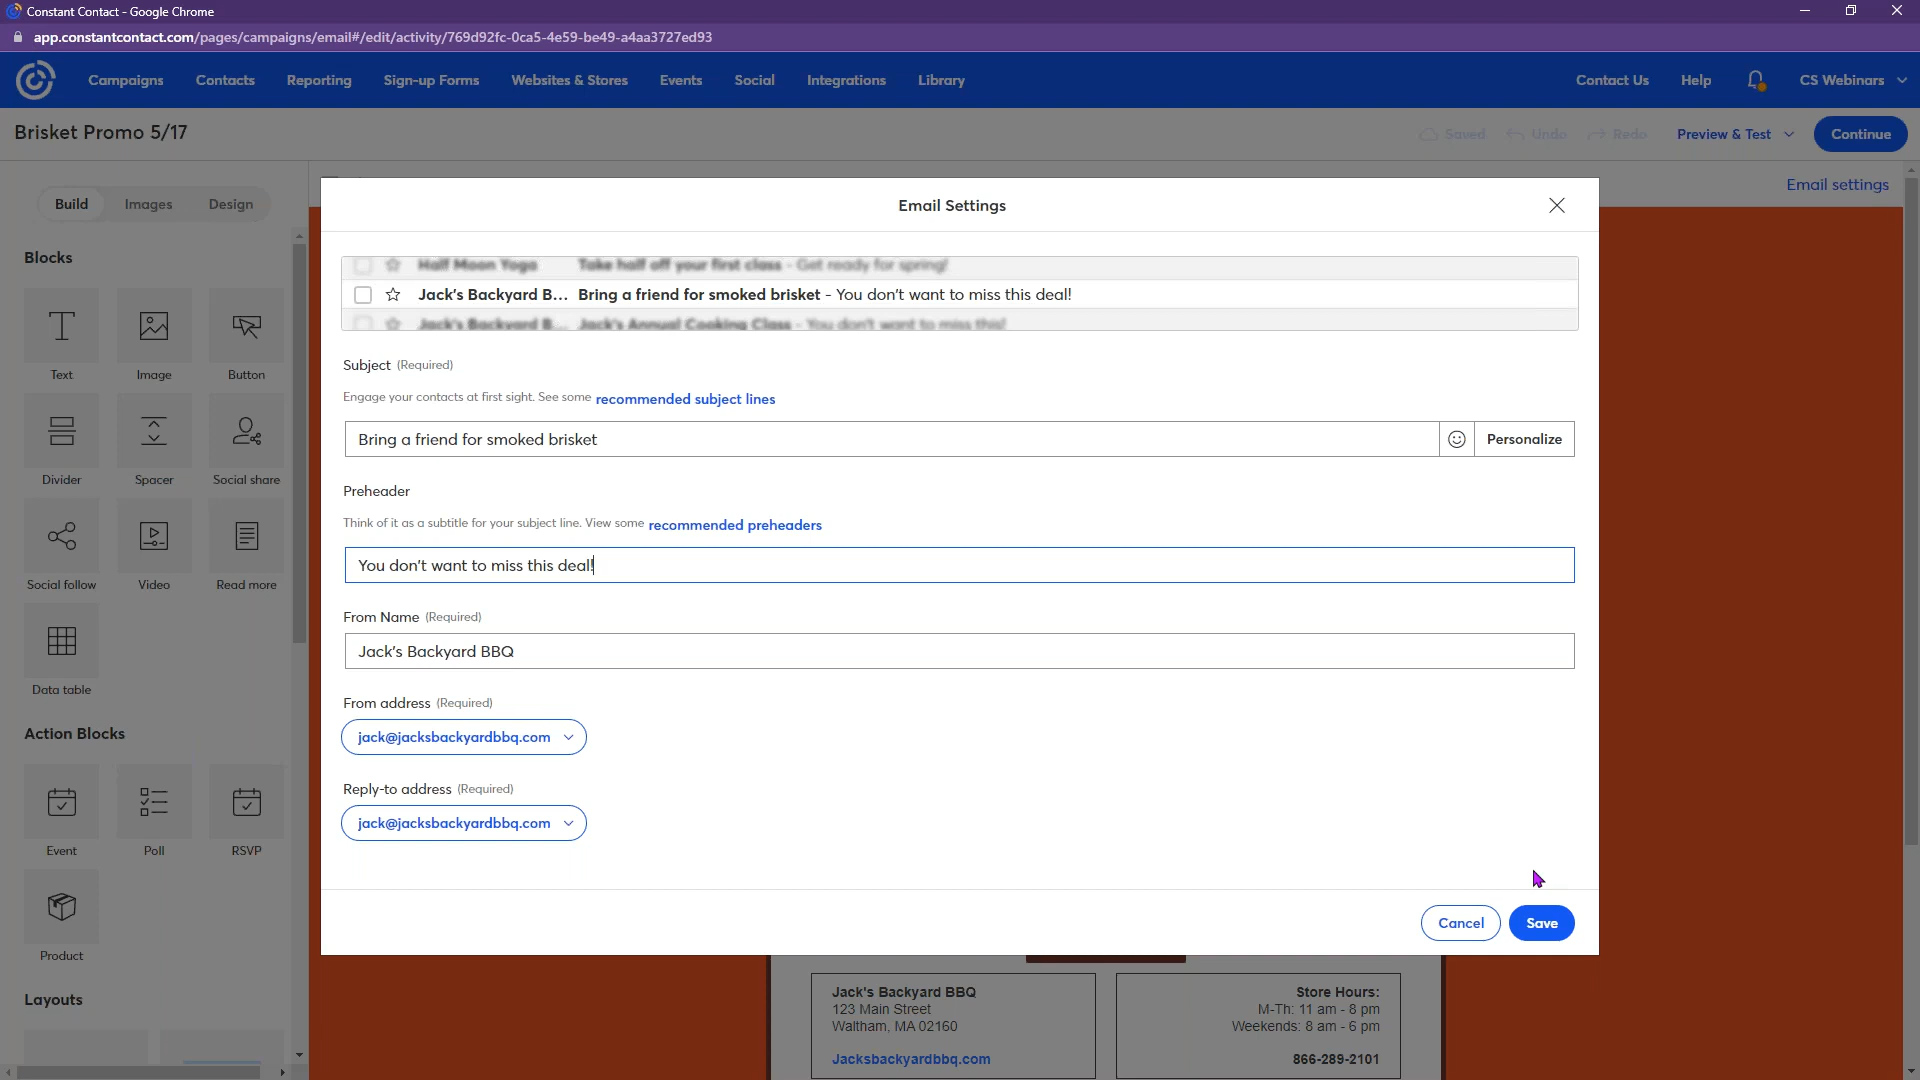 Constant Contact - Google Chrome
app.constantcontact.com/pages/campaigns/email#/edit/activity/769d92fc-0ca5-4e59-be49-a4aa3727ed93
Campaigns Contacts Reporting Sign-up Forms Websites & Stores Events Social Integrations Library Contact Us Help CS Webinars
Brisket Promo 5/17 Saved Undo Redo Preview & Test Continue
Email settings
Build Images Design
Email Settings
Blocks
Half Moon Yoga Take half off your first class - Get ready for spring!
Jack's Backyard B... Bring a friend for smoked brisket - You don't want to miss this deal!
Jack's Backyard B... Jack's Annual Cooking Class - You don't want to miss this!
Text Image Button
Subject (Required)
Engage your contacts at first sight. See some recommended subject lines
Bring a friend for smoked brisket Personalize
Divider Spacer Social share
Preheader
Think of it as a subtitle for your subject line. View some recommended preheaders
You don't want to miss this deal!
Social follow Video Read more
From Name (Required)
Jack's Backyard BBQ
Data table
From address (Required)
jack@jacksbackyardbbq.com
Action Blocks
Reply-to address (Required)
jack@jacksbackyardbbq.com
Event Poll RSVP
Cancel Save
Product
Layouts
Jack's Backyard BBQ
123 Main Street
Waltham, MA 02160
Jacksbackyardbbq.com
Store Hours:
M-Th: 11 am - 8 pm
Weekends: 8 am - 6 pm
866-289-2101